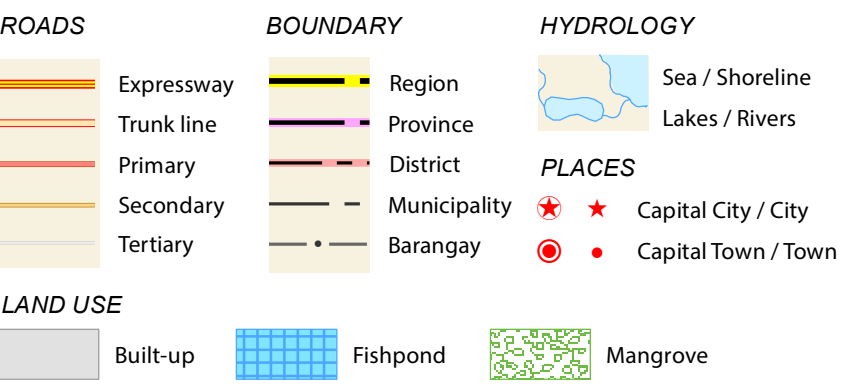 ROADS
Expressway
Trunk line
Primary
Secondary
Tertiary
BOUNDARY
Region
Province
District
Municipality
Barangay
HYDROLOGY
Sea / Shoreline
Lakes / Rivers
PLACES
Capital City / City
Capital Town / Town
LAND USE
Built-up
Fishpond
Mangrove